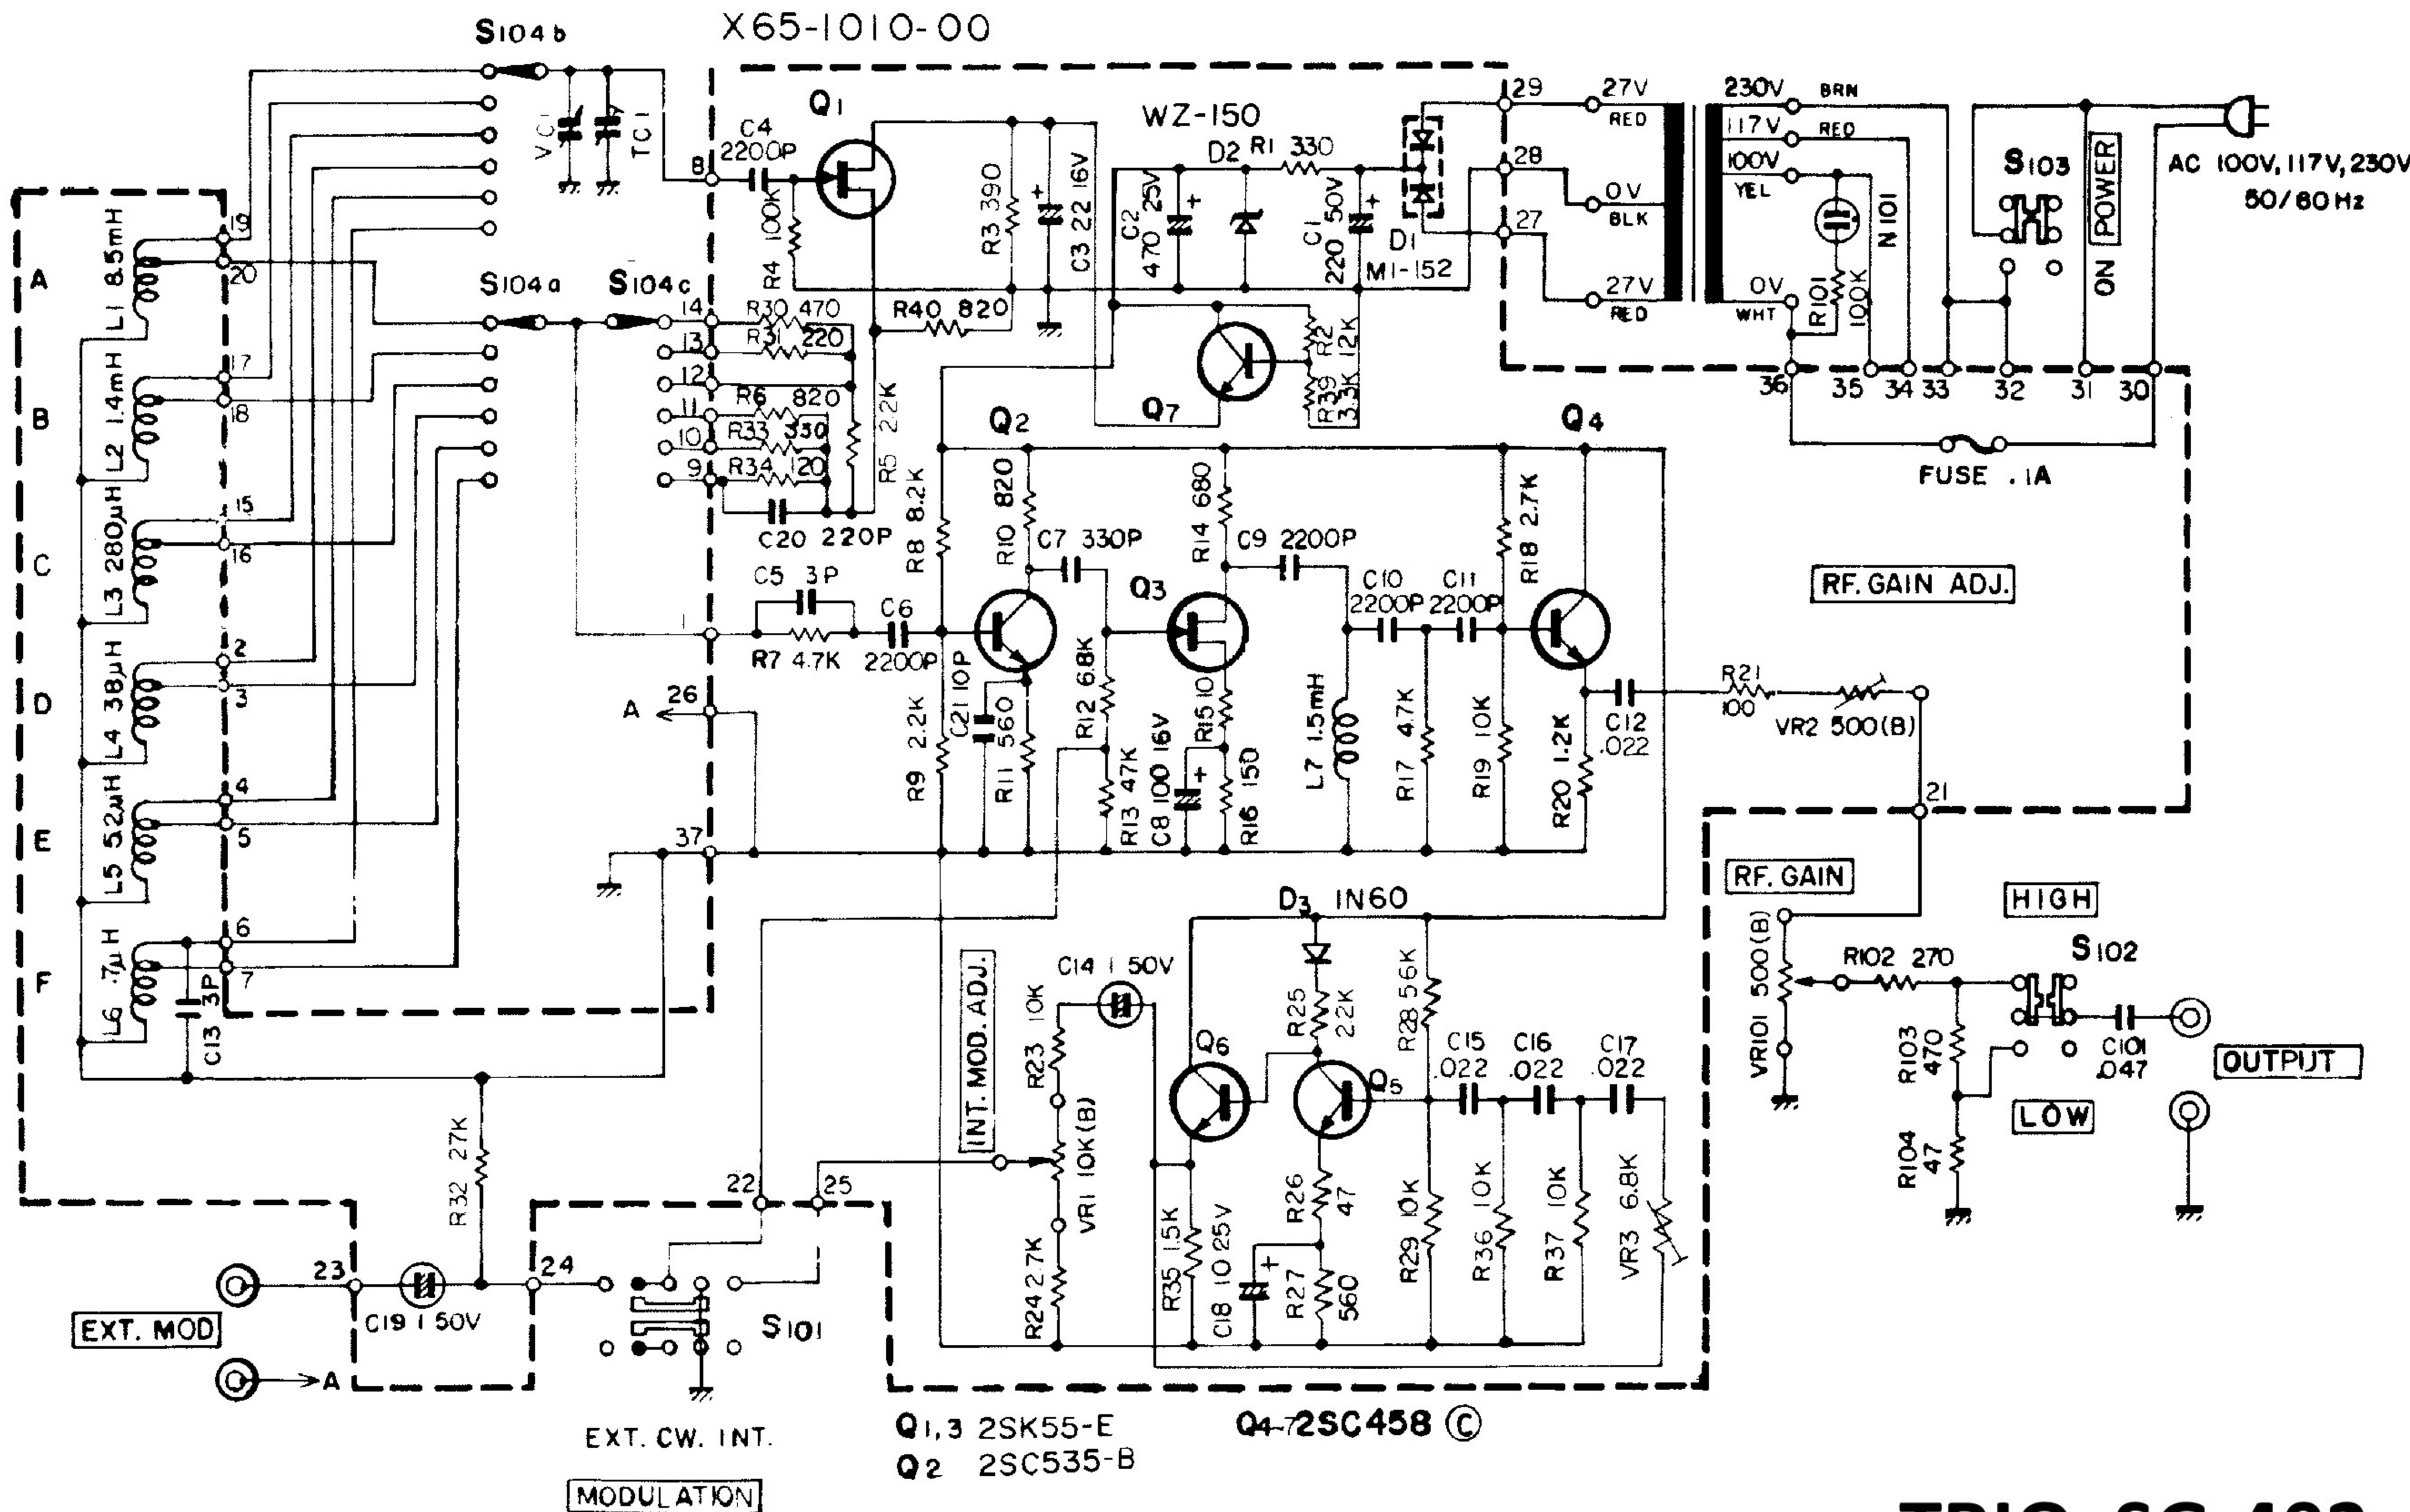 X65-1010-00
S104b
VC1
TC1
Q1
C4
2200P
8
R4 100K
R3 390
C3 22 16V
WZ-150
D2
R1 330
C2
470 25V
C1
220 50V
D1
M1-152
29
28
27
27V
RED
0V
BLK
27V
RED
230V
BRN
117V
RED
100V
YEL
0V
WHT
N101
R101
100K
S103
POWER
ON
AC 100V, 117V, 230V
50/60 Hz
36
35
34
33
32
31
30
FUSE .1A
A
L1 8.5mH
19
20
B
L2 1.4mH
17
18
C
L3 280μH
15
16
D
L4 38μH
2
3
E
L5 5.2μH
4
5
F
L6 .7μH
6
7
C13 3P
S104a
S104c
14
13
12
11
10
9
R30 470
R31 220
R6 820
R33 330
R34 120
C20 220P
R5 2.2K
R40 820
Q7
R2 12K
R39 3.3K
Q2
R8 8.2K
R10 820
C7 330P
R14 680
C9 2200P
Q3
Q4
R18 2.7K
C5 3P
R7 4.7K
C6
2200P
1
A
26
37
R9 2.2K
C21 10P
R11 560
R12 6.8K
R13 47K
C8 100 16V
R15 10
R16 150
L7 1.5mH
C10
2200P
C11
2200P
R17 4.7K
R19 10K
R20 1.2K
C12
.022
R21
100
VR2 500(B)
RF. GAIN ADJ.
21
RF. GAIN
VR101 500(B)
R102 270
R103
470
R104
47
HIGH
S102
LOW
C101
.047
OUTPUT
D3 IN60
INT. MOD. ADJ.
C14 1 50V
R23 10K
VR1 10K(B)
R24 2.7K
Q6
Q5
R25
22K
R28 56K
C15
.022
C16
.022
C17
.022
R35 1.5K
C18 10 25V
R26
47
R27
560
R29 10K
R36 10K
R37 10K
VR3 6.8K
R32 27K
22
25
23
24
C19 1 50V
EXT. MOD
A
S101
EXT. CW. INT.
MODULATION
Q1,3 2SK55-E
Q2 2SC535-B
Q4-7 2SC458 C